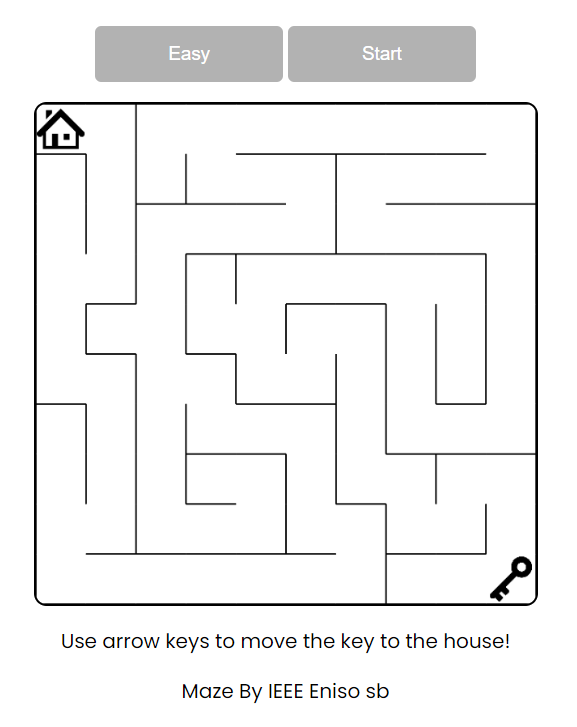 Easy
Start
Use arrow keys to move the key to the house!
Maze By IEEE Eniso sb